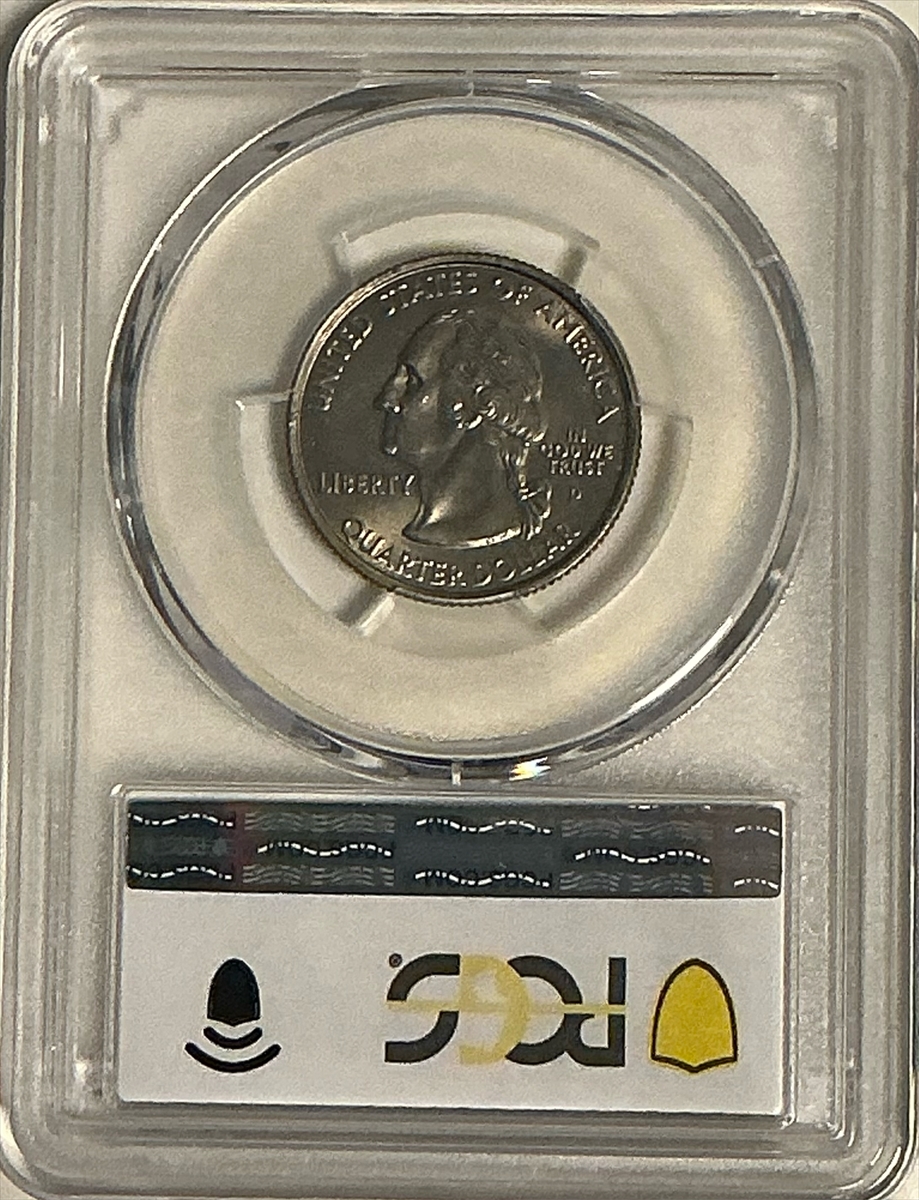 UNITED STATES OF AMERICA
IN
GOD WE
TRUST
LIBERTY
D
QUARTER DOLLAR
PCGS
®